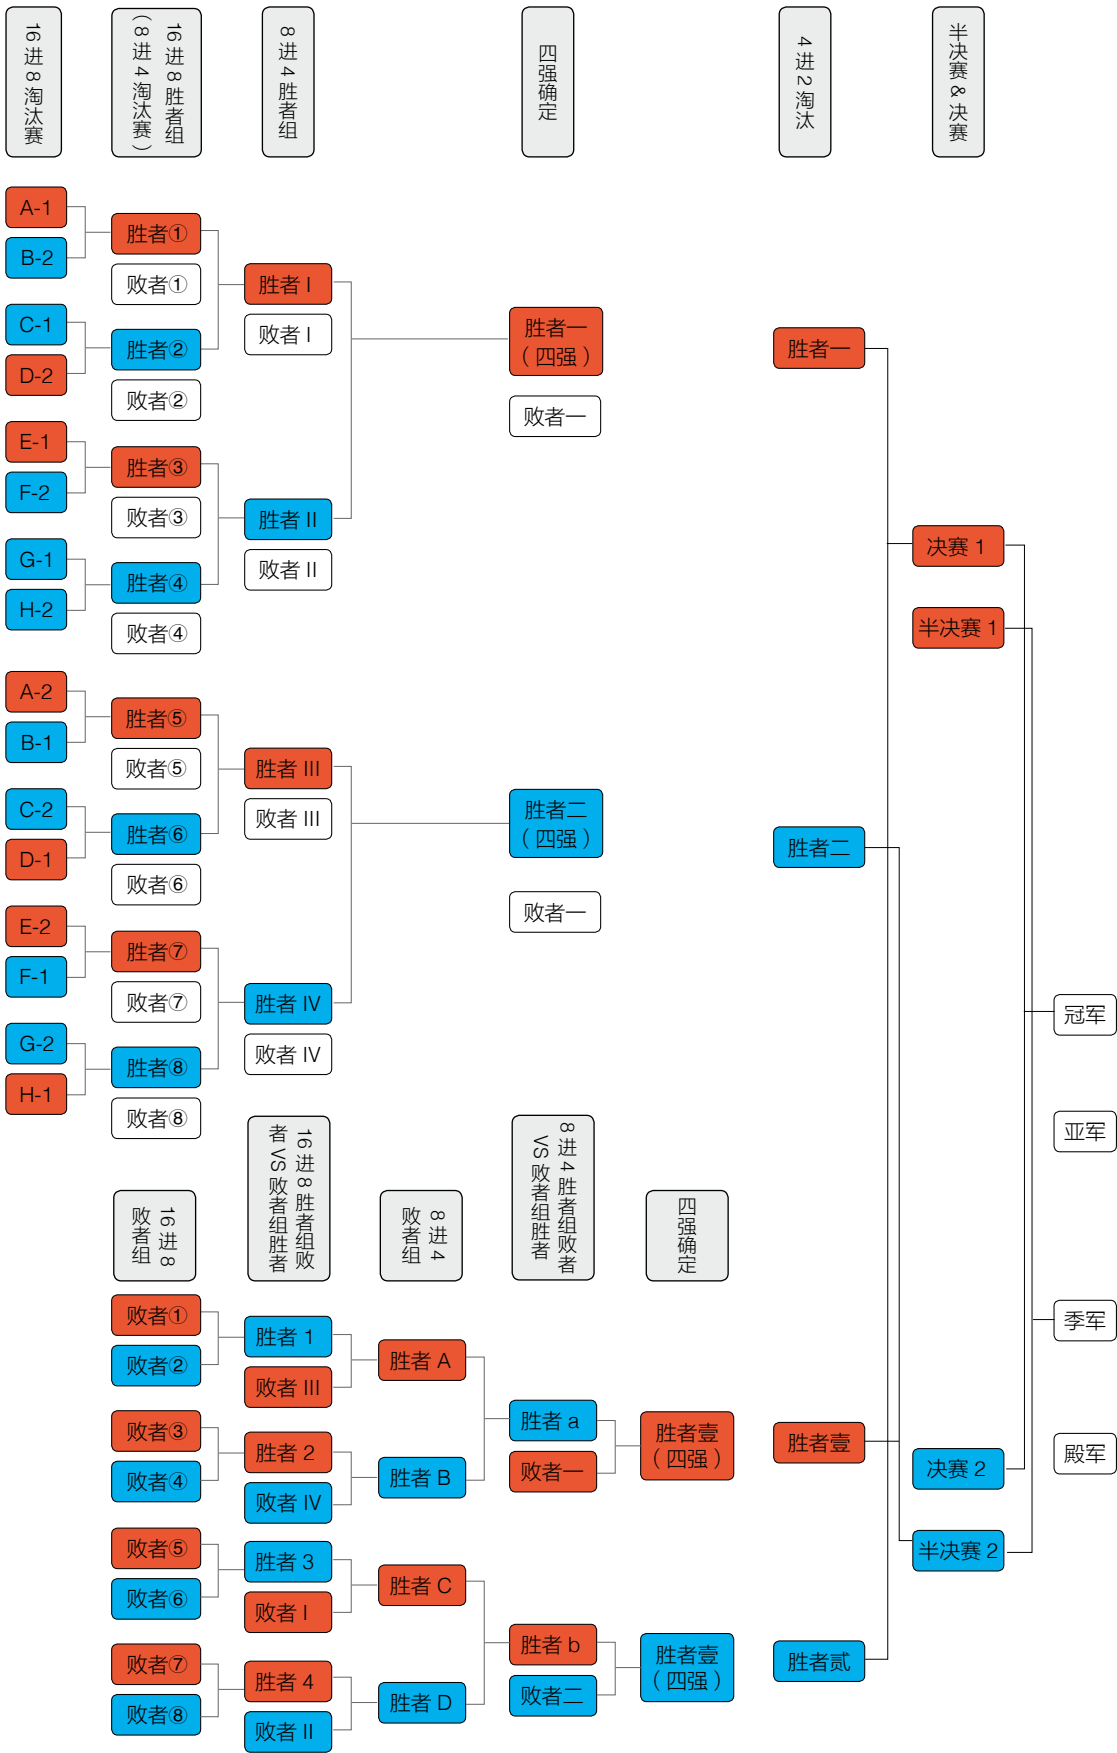 16进8淘汰赛
16进8胜者组
（8进4淘汰赛）
8进4胜者组
四强确定
4进2淘汰
半决赛&决赛
A-1
B-2
C-1
D-2
E-1
F-2
G-1
H-2
A-2
B-1
C-2
D-1
E-2
F-1
G-2
H-1
胜者①
败者①
胜者②
败者②
胜者③
败者③
胜者④
败者④
胜者⑤
败者⑤
胜者⑥
败者⑥
胜者⑦
败者⑦
胜者⑧
败者⑧
胜者 I
败者 I
胜者 II
败者 II
胜者 III
败者 III
胜者 IV
败者 IV
胜者一
（四强）
败者一
胜者二
（四强）
败者一
胜者一
胜者二
胜者壹
胜者贰
决赛 1
半决赛 1
决赛 2
半决赛 2
冠军
亚军
季军
殿军
16进8
败者组
16进8胜者组败
者VS败者组胜者
8进4
败者组
8进4胜者组败者
VS败者组胜者
四强确定
败者①
败者②
败者③
败者④
败者⑤
败者⑥
败者⑦
败者⑧
胜者 1
败者 III
胜者 2
败者 IV
胜者 3
败者 I
胜者 4
败者 II
胜者 A
胜者 B
胜者 C
胜者 D
胜者 a
败者一
胜者 b
败者二
胜者壹
（四强）
胜者壹
（四强）